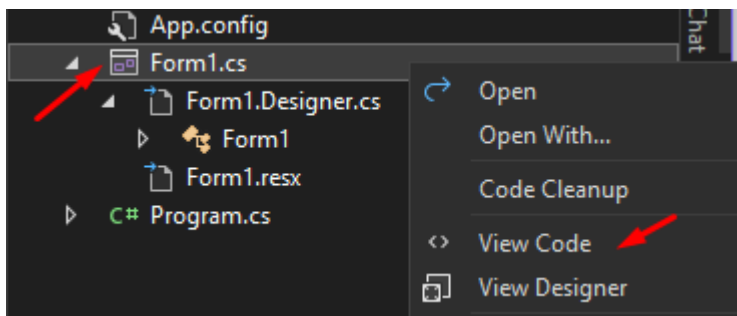 App.config
Form1.cs
Form1.Designer.cs
Form1
Form1.resx
C# Program.cs
Open
Open With...
Code Cleanup
View Code
View Designer
Chat